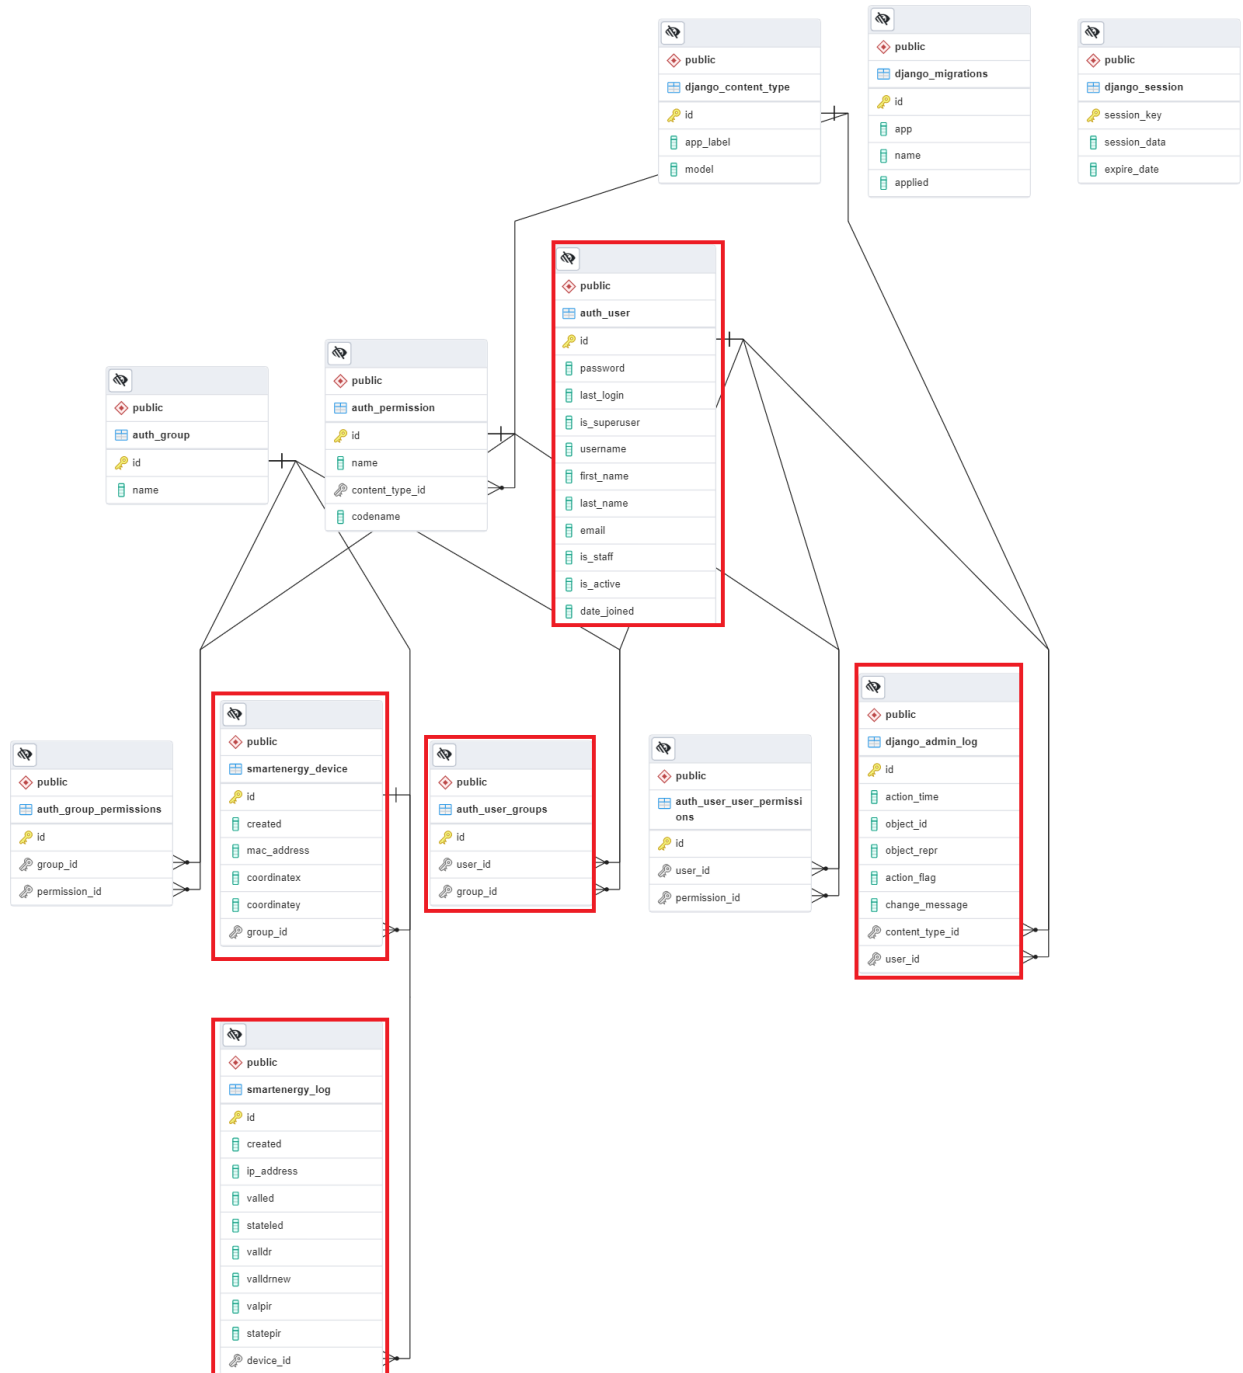 public
django_content_type
id
app_label
model
public
django_migrations
id
app
name
applied
public
django_session
session_key
session_data
expire_date
public
auth_user
id
password
last_login
is_superuser
username
first_name
last_name
email
is_staff
is_active
date_joined
public
auth_group
id
name
public
auth_permission
id
name
content_type_id
codename
public
auth_group_permissions
id
group_id
permission_id
public
smartenergy_device
id
created
mac_address
coordinatex
coordinatey
group_id
public
auth_user_groups
id
user_id
group_id
public
auth_user_user_permissi
ons
id
user_id
permission_id
public
django_admin_log
id
action_time
object_id
object_repr
action_flag
change_message
content_type_id
user_id
public
smartenergy_log
id
created
ip_address
valled
stateled
valldr
valldrnew
valpir
statepir
device_id